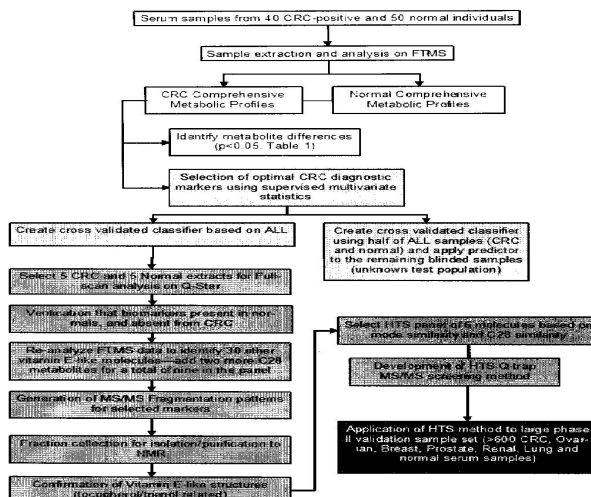 Serum samples from 40 CRC-positive and 50 normal individuals
Sample extraction and analysis on FTMS
CRC Comprehensive
Metabolic Profiles
Normal Comprehensive
Metabolic Profiles
Identify metabolite differences
(p<0.05. Table 1)
Selection of optimal CRC diagnostic
markers using supervised multivariate
statistics
Create cross validated classifier based on ALL
Create cross validated classifier
using half of ALL samples (CRC
and normal) and apply predictor
to the remaining blinded samples
(unknown test population)
Select 5 CRC and 5 Normal extracts for Full-
scan analysis on Q-Star
Verification that biomarkers present in nor-
mals, and absent from CRC
Re-analyze FTMS data to identify 30 other
vitamin E-like molecules—add two more C28
metabolites for a total of nine in the panel
Generation of MS/MS Fragmentation patterns
for selected markers
Fraction collection for isolation/purification to
HMR
Confirmation of Vitamin E like structures
(tocopherol/trienol related)
Select HTS panel of 6 molecules based on
mode similarity and C28 similarity
Development of HTS Q-trap
MS/MS screening method
Application of HTS method to large phase
II validation sample set (>600 CRC, Ovar-
ian, Breast, Prostate, Renal, Lung and
normal serum samples)